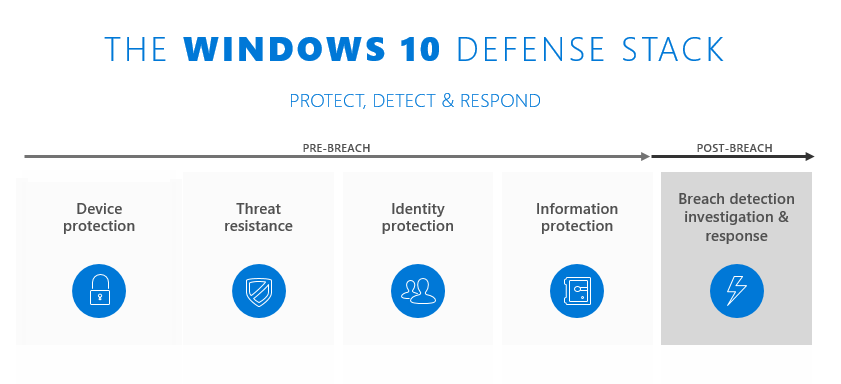 THE WINDOWS 10 DEFENSE STACK
PROTECT, DETECT & RESPOND
PRE-BREACH
POST-BREACH
Device
protection
Threat
resistance
Identity
protection
Information
protection
Breach detection
investigation &
response